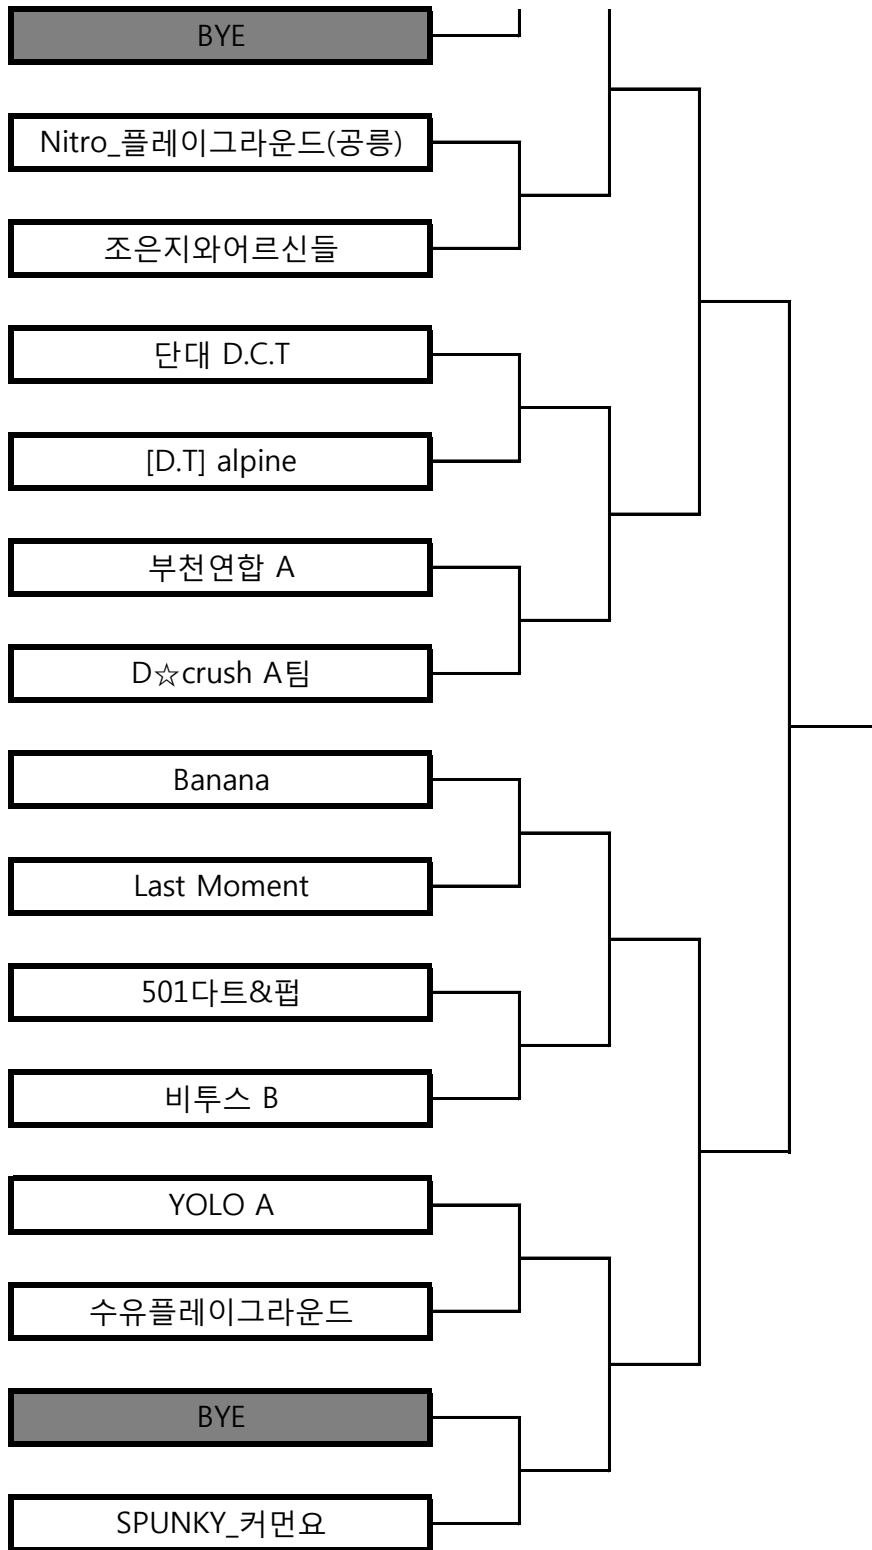 BYE
Nitro_플레이그라운드(공릉)
조은지와어르신들
단대 D.C.T
[D.T] alpine
부천연합 A
D☆crush A팀
Banana
Last Moment
501다트&펍
비투스 B
YOLO A
수유플레이그라운드
BYE
SPUNKY_커먼요